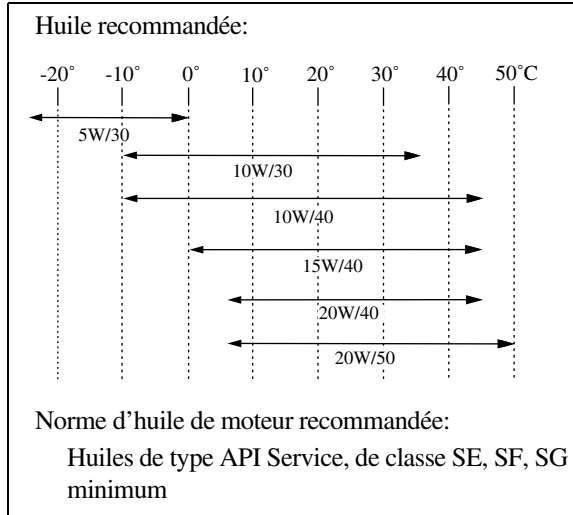 Huile recommandée:
-20˚ -10˚ 0˚ 10˚ 20˚ 30˚ 40˚ 50˚C
5W/30
10W/30
10W/40
15W/40
20W/40
20W/50
Norme d’huile de moteur recommandée:
Huiles de type API Service, de classe SE, SF, SG
minimum